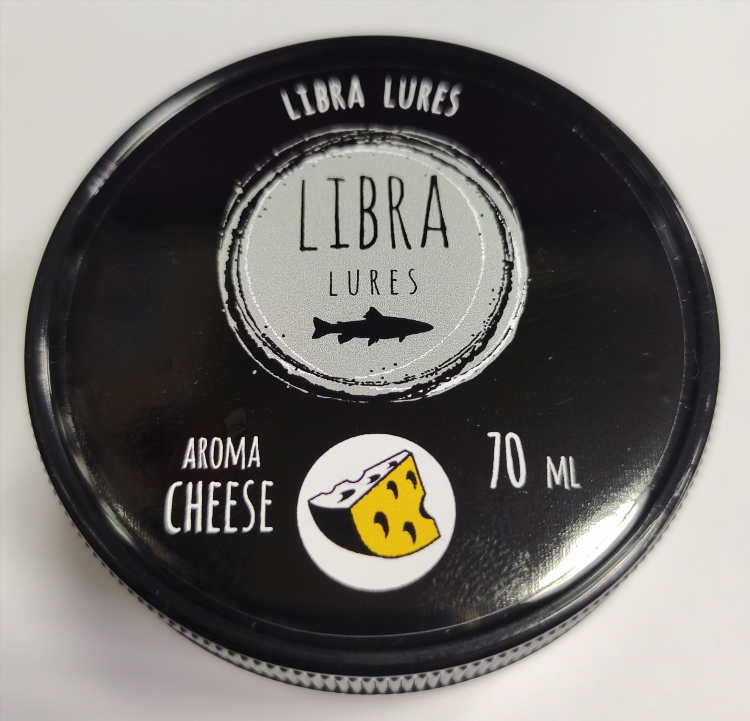 LIBRA LURES
LIBRA
LURES
AROMA
CHEESE
70 ML